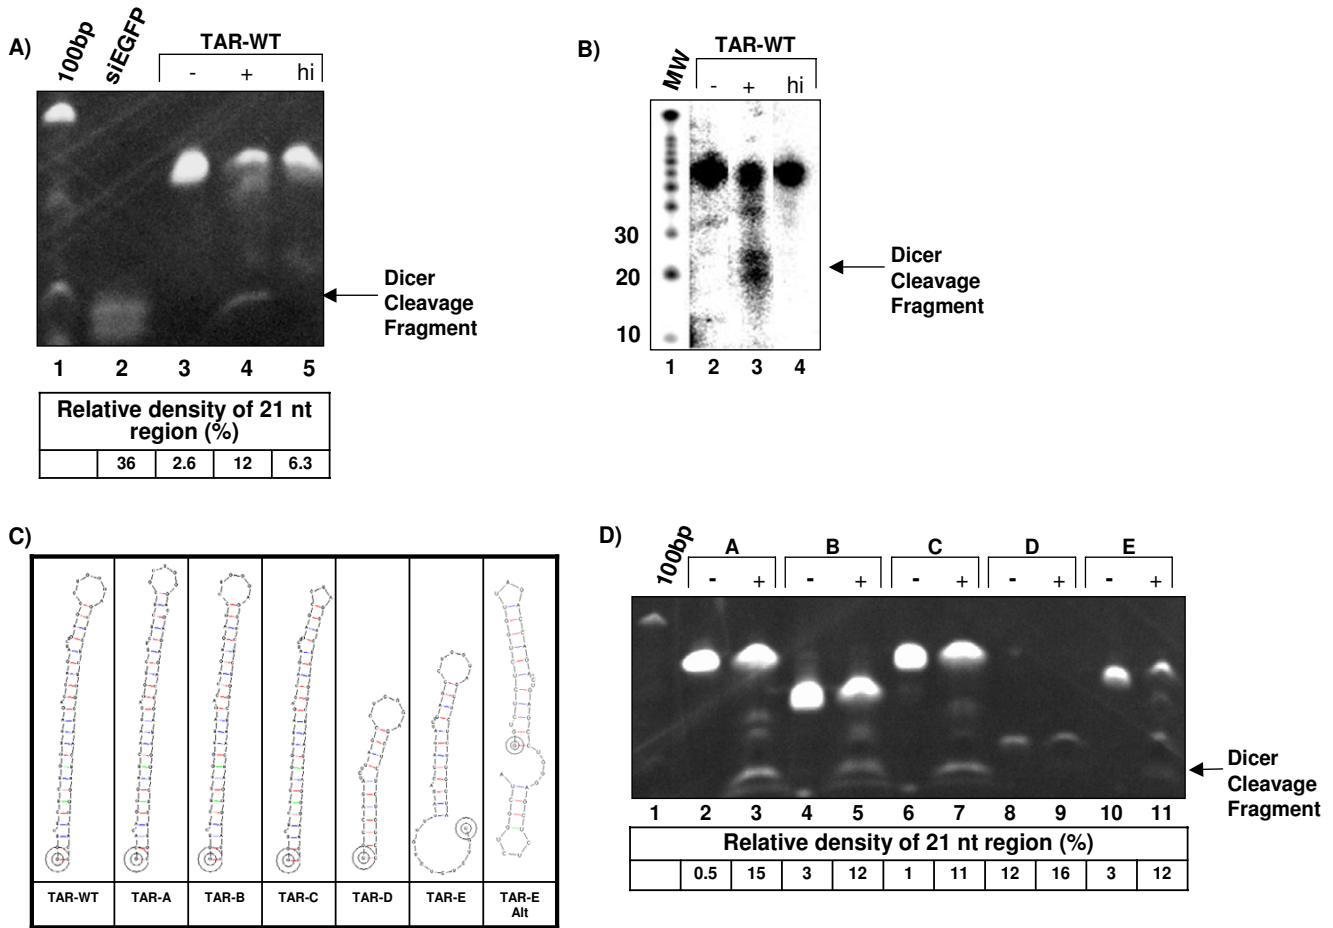 A)
100bp
siEGFP
TAR-WT
- + hi
Dicer
Cleavage
Fragment
1 2 3 4 5
Relative density of 21 nt
region (%)
36 2.6 12 6.3
B)
MW
TAR-WT
- + hi
30
20
10
Dicer
Cleavage
Fragment
1 2 3 4
C)
TAR-WT TAR-A TAR-B TAR-C TAR-D TAR-E TAR-E
Alt
D)
100bp
A B C D E
- + - + - + - + - +
Dicer
Cleavage
Fragment
1 2 3 4 5 6 7 8 9 10 11
Relative density of 21 nt region (%)
0.5 15 3 12 1 11 12 16 3 12